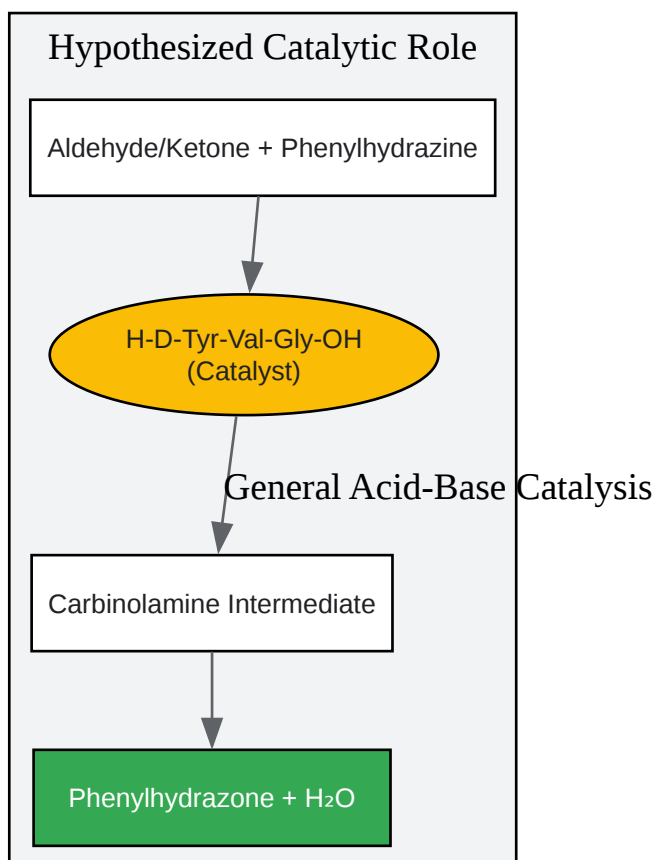 Hypothesized Catalytic Role
Aldehyde/Ketone + Phenylhydrazine
H-D-Tyr-Val-Gly-OH
(Catalyst)
General Acid-Base Catalysis
Carbinolamine Intermediate
Phenylhydrazone + H₂O